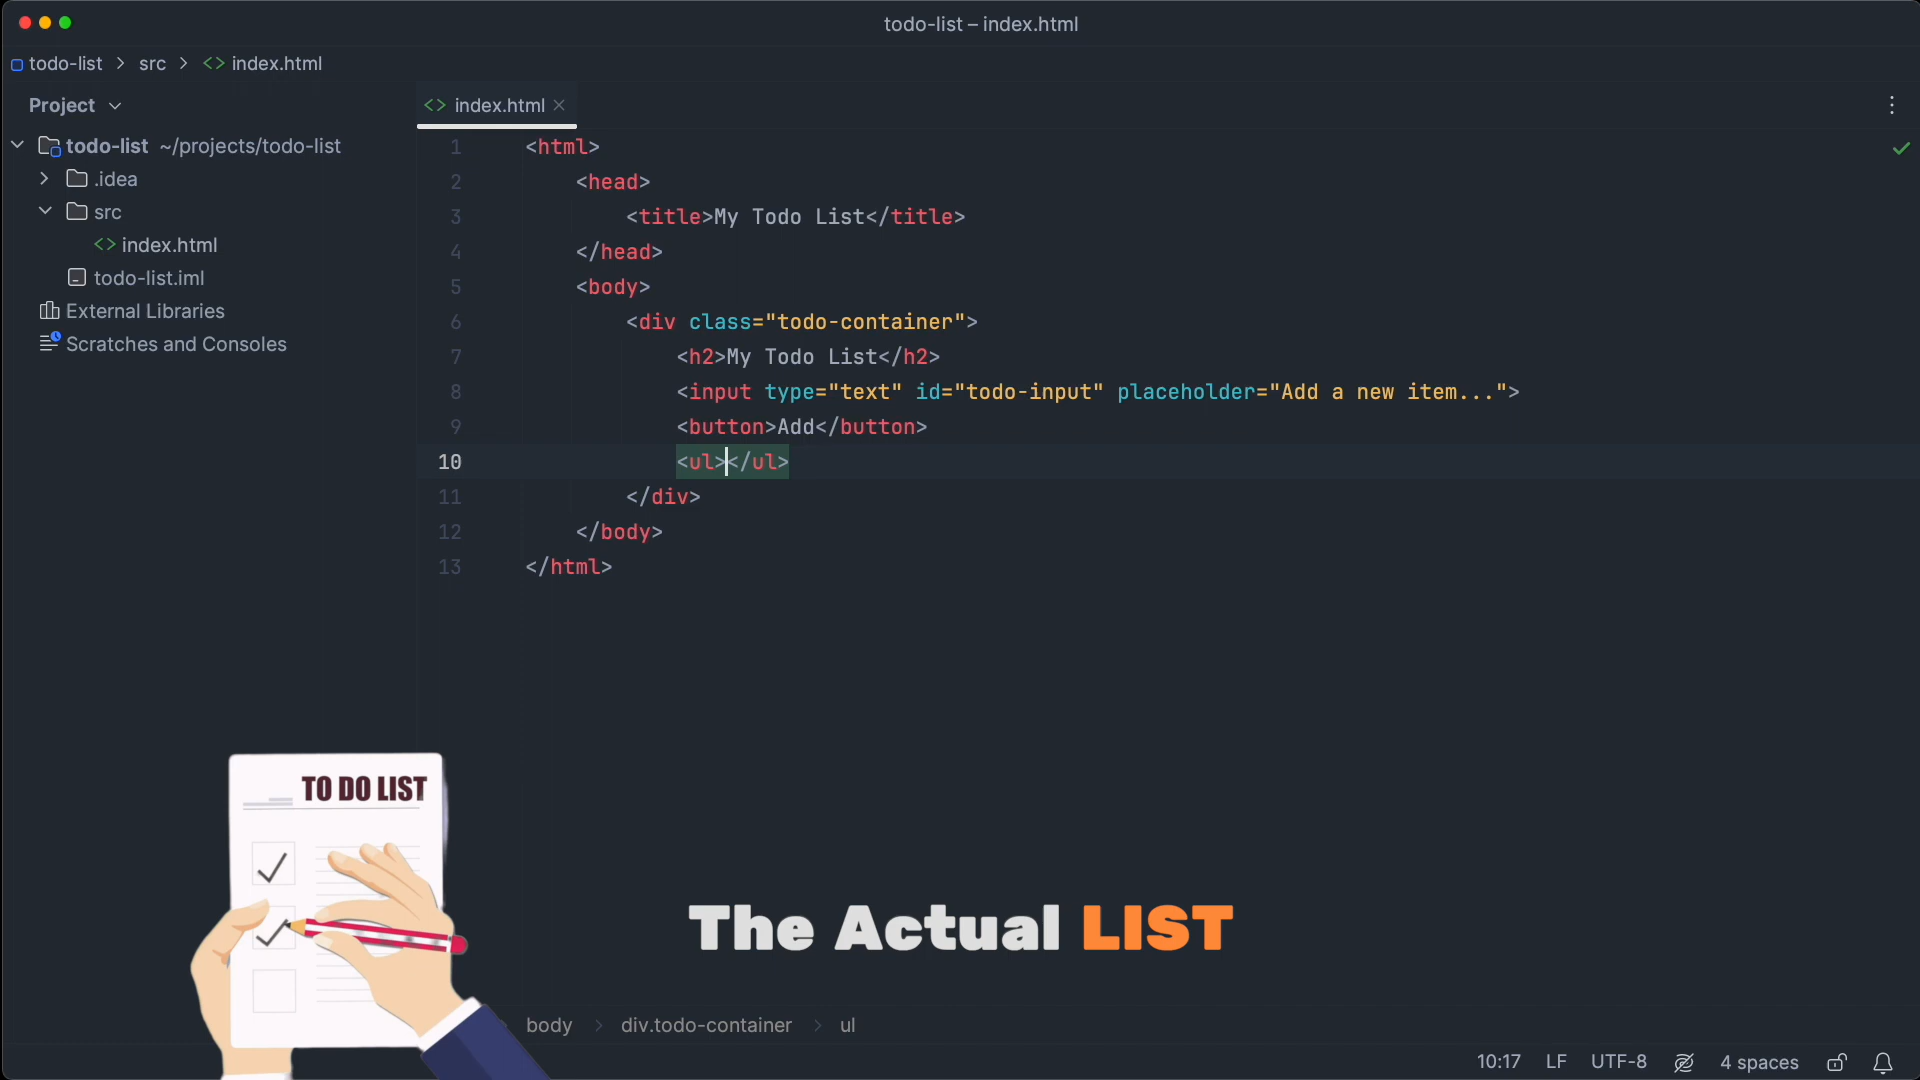 todo-list – index.html
todo-list > src > <> index.html
Project
<> index.html ×
todo-list ~/projects/todo-list
.idea
src
<> index.html
todo-list.iml
External Libraries
Scratches and Consoles
1 <html>
2 <head>
3 <title>My Todo List</title>
4 </head>
5 <body>
6 <div class="todo-container">
7 <h2>My Todo List</h2>
8 <input type="text" id="todo-input" placeholder="Add a new item...">
9 <button>Add</button>
10 <ul></ul>
11 </div>
12 </body>
13 </html>
TO DO LIST
The Actual LIST
body > div.todo-container > ul
10:17 LF UTF-8 4 spaces